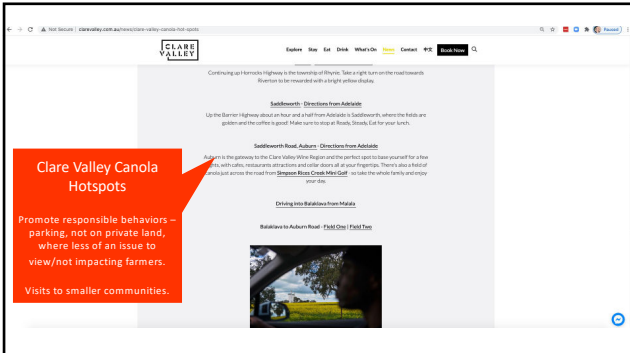 Not Secure | clarevalley.com.au/news/clare-valley-canola-hot-spots
Paused
CLARE
VALLEY
Explore Stay Eat Drink What's On News Contact 中文 Book Now
Continuing up Horrocks Highway is the township of Rhynie. Take a right turn on the road towards
Riverton to be rewarded with a bright yellow display.
Saddleworth - Directions from Adelaide
Up the Barrier Highway about an hour and a half from Adelaide is Saddleworth, where the fields are
golden and the coffee is good! Make sure to stop at Ready, Steady, Eat for your lunch.
Saddleworth Road, Auburn - Directions from Adelaide
Auburn is the gateway to the Clare Valley Wine Region and the perfect spot to base yourself for a few
nights, with cafes, restaurants attractions and cellar doors all at your fingertips. There's also a field of
canola just across the road from Simpson Rices Creek Mini Golf - so take the whole family and enjoy
your day.
Driving into Balaklava from Malala
Balaklava to Auburn Road - Field One | Field Two
Clare Valley Canola
Hotspots
Promote responsible behaviors –
parking, not on private land,
where less of an issue to
view/not impacting farmers.
Visits to smaller communities.